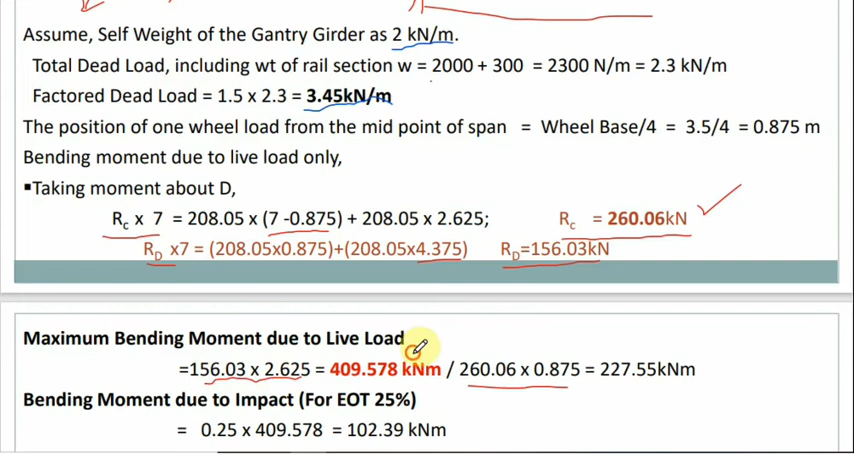 Assume, Self Weight of the Gantry Girder as 2 kN/m.
Total Dead Load, including wt of rail section w = 2000 + 300 = 2300 N/m = 2.3 kN/m
Factored Dead Load = 1.5 x 2.3 = 3.45kN/m
The position of one wheel load from the mid point of span = Wheel Base/4 = 3.5/4 = 0.875 m
Bending moment due to live load only,
▪Taking moment about D,
Rc x 7 = 208.05 x (7 -0.875) + 208.05 x 2.625; Rc = 260.06kN
RD x7 = (208.05x0.875)+(208.05x4.375) RD=156.03kN
Maximum Bending Moment due to Live Load
=156.03 x 2.625 = 409.578 kNm / 260.06 x 0.875 = 227.55kNm
Bending Moment due to Impact (For EOT 25%)
= 0.25 x 409.578 = 102.39 kNm